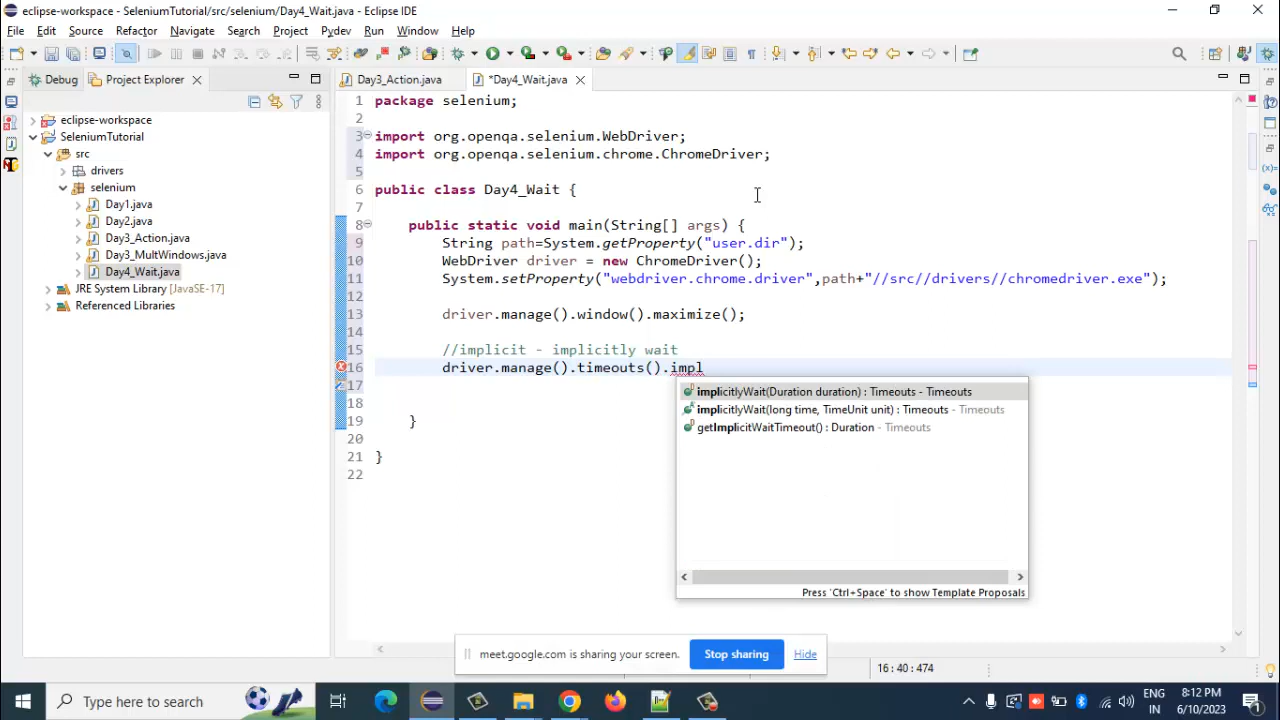 eclipse-workspace - SeleniumTutorial/src/selenium/Day4_Wait.java - Eclipse IDE
File Edit Source Refactor Navigate Search Project Pydev Run Window Help
Debug Project Explorer
Day3_Action.java *Day4_Wait.java
eclipse-workspace
SeleniumTutorial
src
drivers
selenium
Day1.java
Day2.java
Day3_Action.java
Day3_MultWindows.java
Day4_Wait.java
JRE System Library [JavaSE-17]
Referenced Libraries
1 package selenium;
2
3 import org.openqa.selenium.WebDriver;
4 import org.openqa.selenium.chrome.ChromeDriver;
5
6 public class Day4_Wait {
7
8 public static void main(String[] args) {
9 String path=System.getProperty("user.dir");
10 WebDriver driver = new ChromeDriver();
11 System.setProperty("webdriver.chrome.driver",path+"//src//drivers//chromedriver.exe");
12
13 driver.manage().window().maximize();
14
15 //implicit - implicitly wait
16 driver.manage().timeouts().impl
17
18
19 }
20
21 }
22
implicitlyWait(Duration duration) : Timeouts - Timeouts
implicitlyWait(long time, TimeUnit unit) : Timeouts - Timeouts
getImplicitWaitTimeout() : Duration - Timeouts
Press 'Ctrl+Space' to show Template Proposals
meet.google.com is sharing your screen. Stop sharing Hide
16 : 40 : 474
Type here to search
ENG
IN
8:12 PM
6/10/2023
1